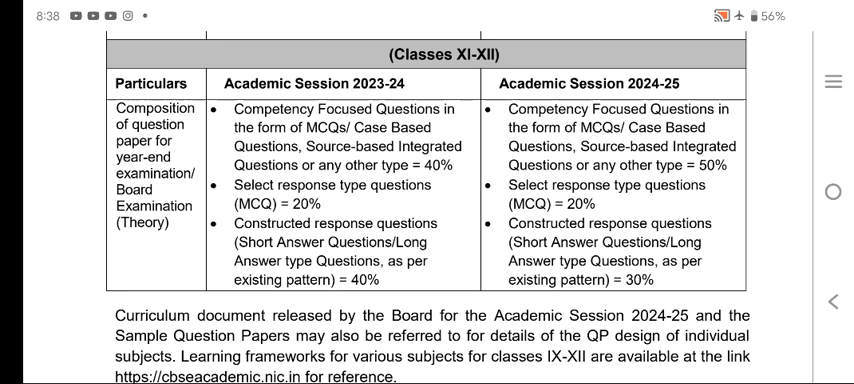 8:38
56%
(Classes XI-XII)
Particulars
Academic Session 2023-24
Academic Session 2024-25
Composition
of question
paper for
year-end
examination/
Board
Examination
(Theory)
• Competency Focused Questions in
the form of MCQs/ Case Based
Questions, Source-based Integrated
Questions or any other type = 40%
• Select response type questions
(MCQ) = 20%
• Constructed response questions
(Short Answer Questions/Long
Answer type Questions, as per
existing pattern) = 40%
• Competency Focused Questions in
the form of MCQs/ Case Based
Questions, Source-based Integrated
Questions or any other type = 50%
• Select response type questions
(MCQ) = 20%
• Constructed response questions
(Short Answer Questions/Long
Answer type Questions, as per
existing pattern) = 30%
Curriculum document released by the Board for the Academic Session 2024-25 and the
Sample Question Papers may also be referred to for details of the QP design of individual
subjects. Learning frameworks for various subjects for classes IX-XII are available at the link
https://cbseacademic.nic.in for reference.